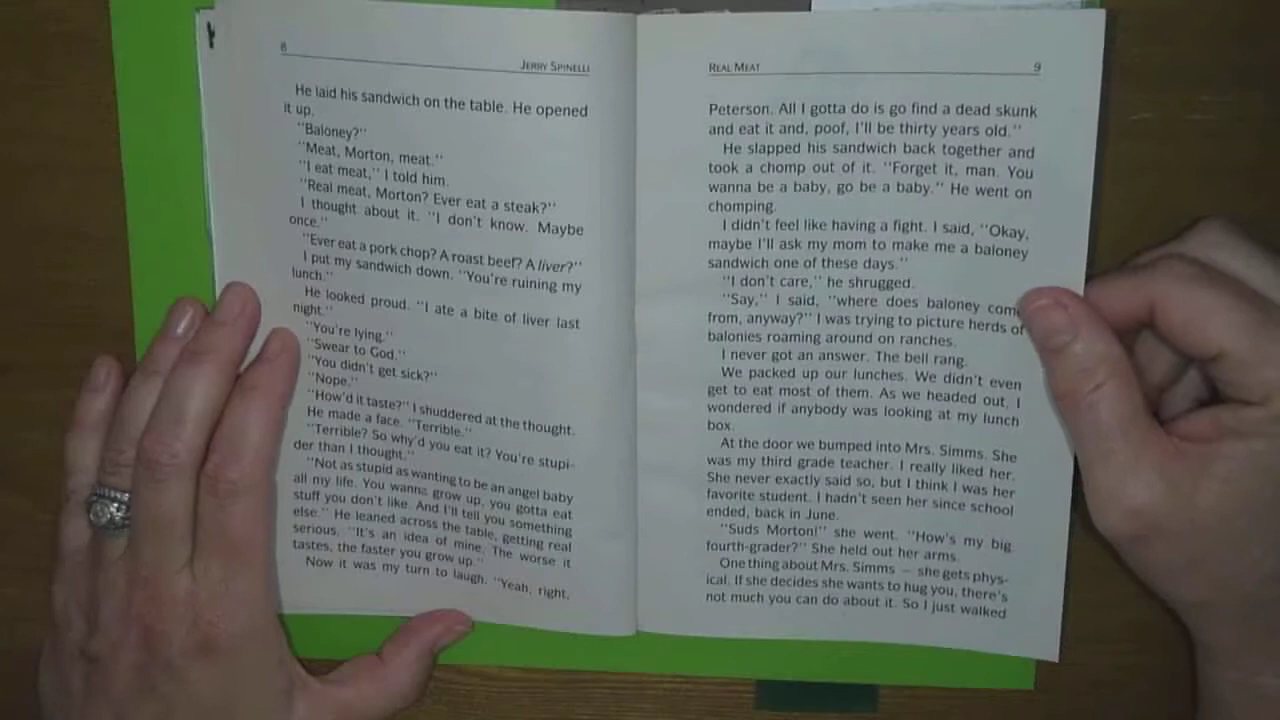 8
JERRY SPINELLI
He laid his sandwich on the table. He opened
it up.
"Baloney?"
"Meat, Morton, meat."
"I eat meat," I told him.
"Real meat, Morton? Ever eat a steak?"
I thought about it. "I don't know. Maybe
once."
"Ever eat a pork chop? A roast beef? A liver?"
I put my sandwich down. "You're ruining my
lunch."
He looked proud. "I ate a bite of liver last
night."
"You're lying."
"Swear to God."
"You didn't get sick?"
"Nope."
"How'd it taste?" I shuddered at the thought.
He made a face. "Terrible."
"Terrible? So why'd you eat it? You're stupi-
der than I thought."
"Not as stupid as wanting to be an angel baby
all my life. You wanna grow up, you gotta eat
stuff you don't like. And I'll tell you something
else." He leaned across the table, getting real
serious. "It's an idea of mine. The worse it
tastes, the faster you grow up."
Now it was my turn to laugh. "Yeah, right,
REAL MEAT
9
Peterson. All I gotta do is go find a dead skunk
and eat it and, poof, I'll be thirty years old."
He slapped his sandwich back together and
took a chomp out of it. "Forget it, man. You
wanna be a baby, go be a baby." He went on
chomping.
I didn't feel like having a fight. I said, "Okay,
maybe I'll ask my mom to make me a baloney
sandwich one of these days."
"I don't care," he shrugged.
"Say," I said, "where does baloney come
from, anyway?" I was trying to picture herds of
balonies roaming around on ranches.
I never got an answer. The bell rang.
We packed up our lunches. We didn't even
get to eat most of them. As we headed out, I
wondered if anybody was looking at my lunch
box.
At the door we bumped into Mrs. Simms. She
was my third grade teacher. I really liked her.
She never exactly said so, but I think I was her
favorite student. I hadn't seen her since school
ended, back in June.
"Suds Morton!" she went. "How's my big
fourth-grader?" She held out her arms.
One thing about Mrs. Simms — she gets phys-
ical. If she decides she wants to hug you, there's
not much you can do about it. So I just walked